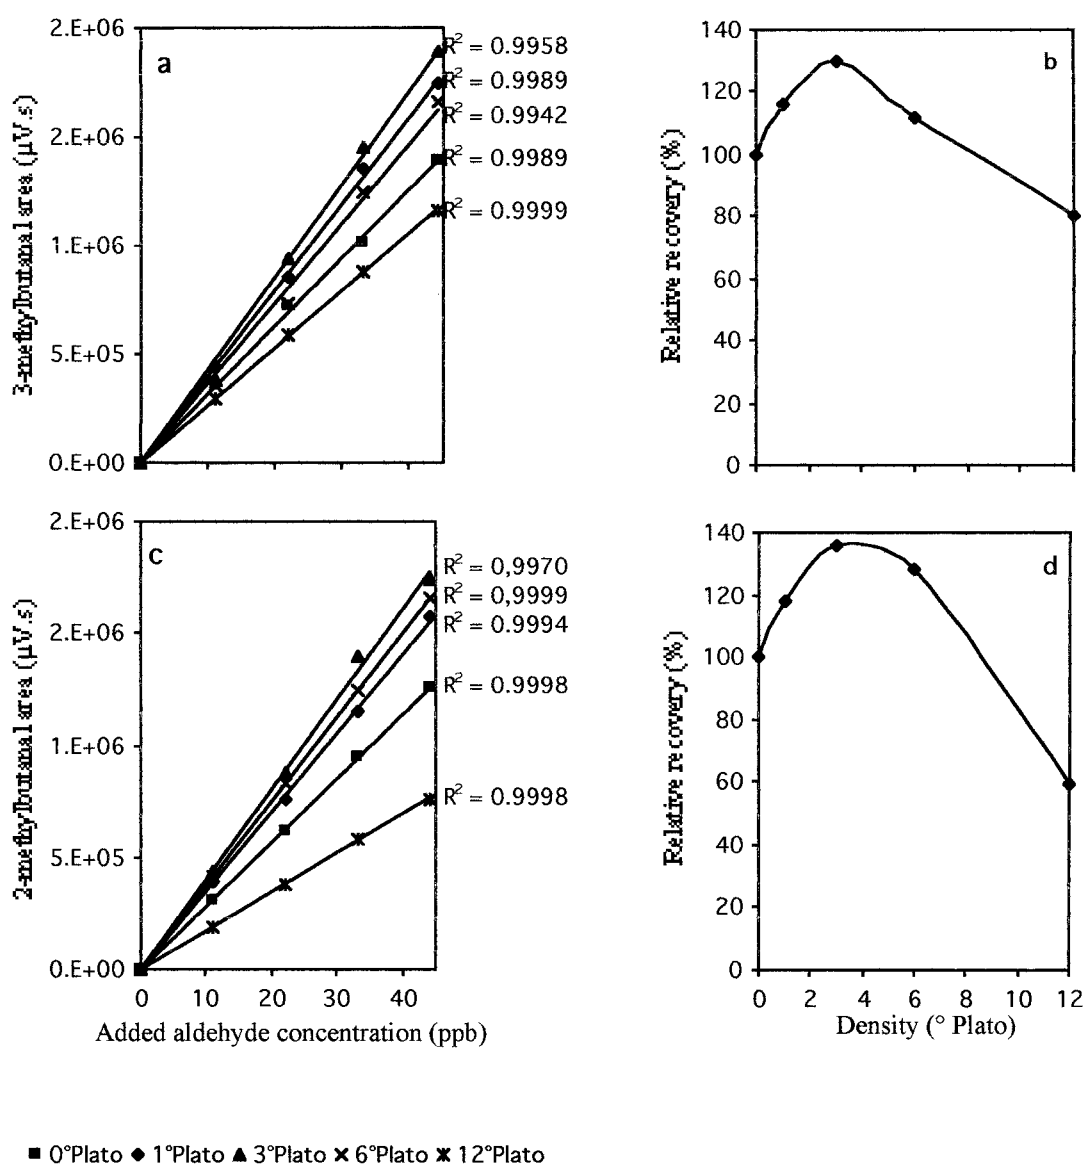 2.E+06
2.E+06
1.E+06
5.E+05
0.E+00
3-methylbutanal area (µV.s)
a
R² = 0.9958
R² = 0.9989
R² = 0.9942
R² = 0.9989
R² = 0.9999
140
120
100
80
60
40
20
0
Relative recovery (%)
b
2.E+06
2.E+06
1.E+06
5.E+05
0.E+00
2-methylbutanal area (µV.s)
c
R² = 0,9970
R² = 0,9999
R² = 0.9994
R² = 0.9998
R² = 0.9998
0 10 20 30 40
Added aldehyde concentration (ppb)
140
120
100
80
60
40
20
0
Relative recovery (%)
d
0 2 4 6 8 10 12
Density (° Plato)
0°Plato 1°Plato 3°Plato 6°Plato 12°Plato